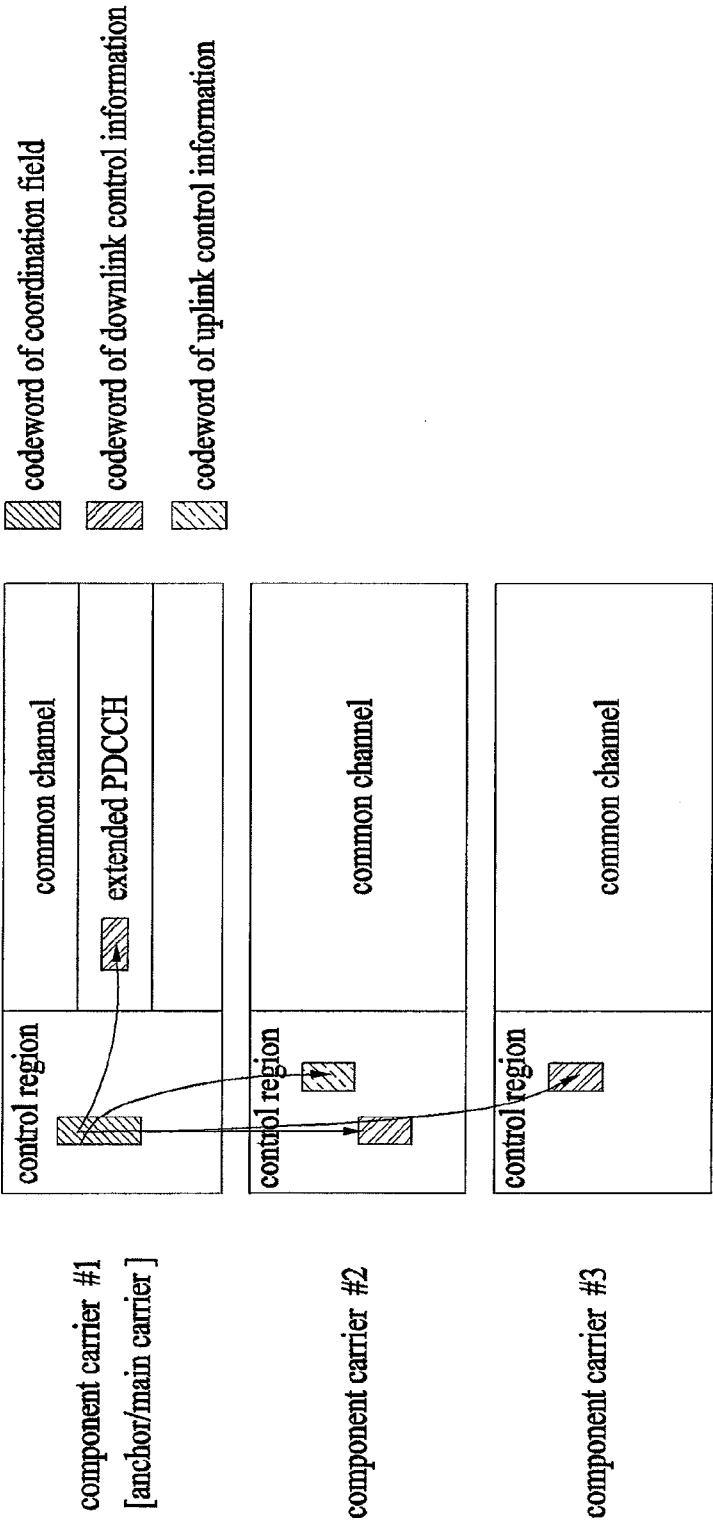 codeword of coordination field
codeword of downlink control information
codeword of uplink control information
component carrier #1
[anchor/main carrier ]
control region
common channel
extended PDCCH
component carrier #2
control region
common channel
component carrier #3
control region
common channel